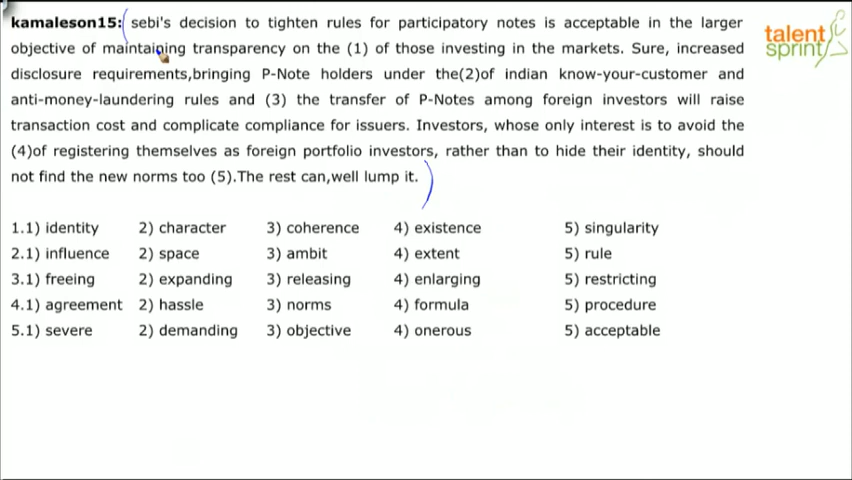 kamaleson15: sebi's decision to tighten rules for participatory notes is acceptable in the larger
objective of maintaining transparency on the (1) of those investing in the markets. Sure, increased
disclosure requirements,bringing P-Note holders under the(2)of indian know-your-customer and
anti-money-laundering rules and (3) the transfer of P-Notes among foreign investors will raise
transaction cost and complicate compliance for issuers. Investors, whose only interest is to avoid the
(4)of registering themselves as foreign portfolio investors, rather than to hide their identity, should
not find the new norms too (5).The rest can,well lump it.
talent
sprint
1.1) identity 2) character 3) coherence 4) existence 5) singularity
2.1) influence 2) space 3) ambit 4) extent 5) rule
3.1) freeing 2) expanding 3) releasing 4) enlarging 5) restricting
4.1) agreement 2) hassle 3) norms 4) formula 5) procedure
5.1) severe 2) demanding 3) objective 4) onerous 5) acceptable